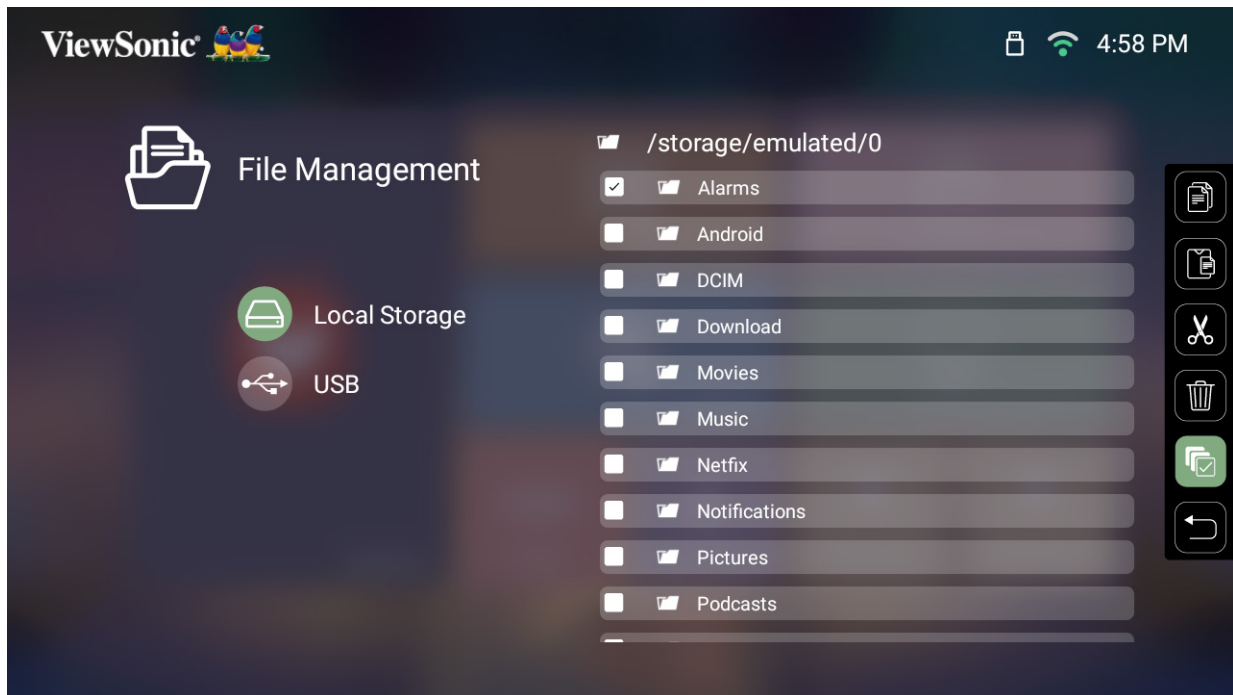 ViewSonic
4:58 PM
File Management
Local Storage
USB
/storage/emulated/0
Alarms
Android
DCIM
Download
Movies
Music
Netfix
Notifications
Pictures
Podcasts